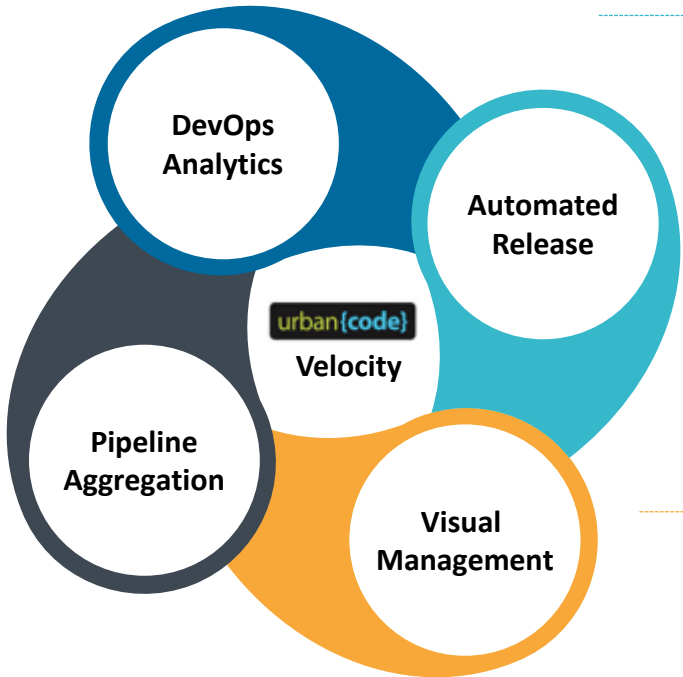 DevOps
Analytics
Automated
Release
urban{code}
Velocity
Pipeline
Aggregation
Visual
Management